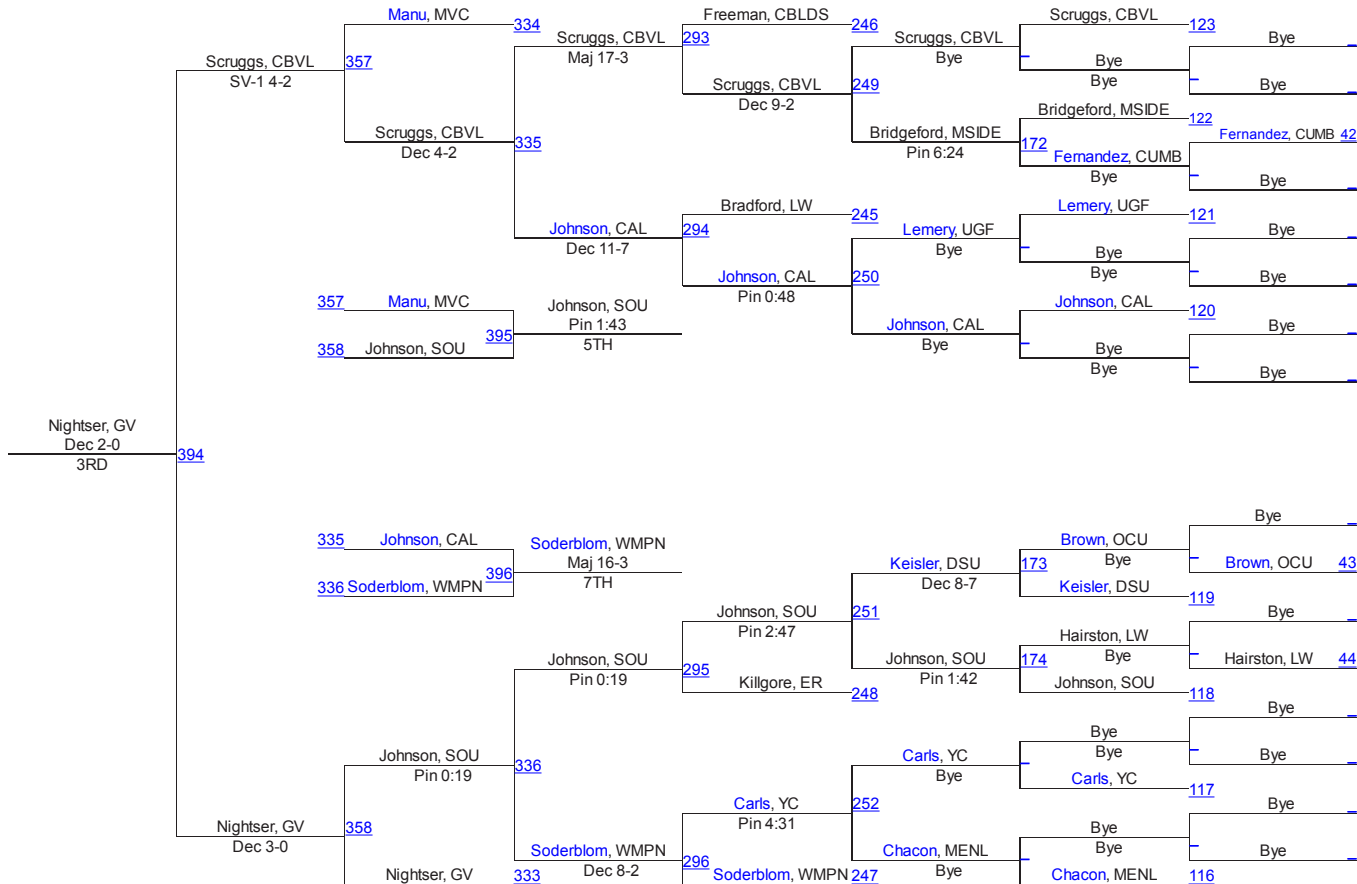 Manu, MVC
334
Freeman, CBLDS
246
Scruggs, CBVL
123
Scruggs, CBVL
Maj 17-3
293
Scruggs, CBVL
Bye
Bye
Scruggs, CBVL
SV-1 4-2
357
Bye
Bye
Scruggs, CBVL
Dec 9-2
249
Bye
Bridgeford, MSIDE
122
Scruggs, CBVL
Dec 4-2
335
Bridgeford, MSIDE
Pin 6:24
172
Fernandez, CUMB 42
Fernandez, CUMB
Bye
Bye
Bradford, LW
245
Lemery, UGF
121
Johnson, CAL
Dec 11-7
294
Lemery, UGF
Bye
Bye
Bye
Bye
Johnson, CAL
Pin 0:48
250
Bye
357
Manu, MVC
Johnson, SOU
Pin 1:43
5TH
395
358
Johnson, SOU
Johnson, CAL
120
Johnson, CAL
Bye
Bye
Bye
Bye
Bye
Nightser, GV
Dec 2-0
3RD
394
Bye
335
Johnson, CAL
Soderblom, WMPN
Maj 16-3
7TH
396
336 Soderblom, WMPN
Brown, OCU
Bye
Keisler, DSU
Dec 8-7
173
Brown, OCU 43
Keisler, DSU
119
Johnson, SOU
Pin 2:47
251
Bye
Hairston, LW
Bye
Johnson, SOU
Pin 0:19
295
Johnson, SOU
Pin 1:42
174
Hairston, LW 44
Killgore, ER
248
Johnson, SOU
118
Bye
Bye
Bye
Johnson, SOU
Pin 0:19
336
Carls, YC
Bye
Bye
Carls, YC
117
Carls, YC
Pin 4:31
252
Bye
Nightser, GV
Dec 3-0
358
Bye
Bye
Soderblom, WMPN
Dec 8-2
296
Chacon, MENL
Bye
Bye
Nightser, GV
333
Soderblom, WMPN 247
Chacon, MENL
116